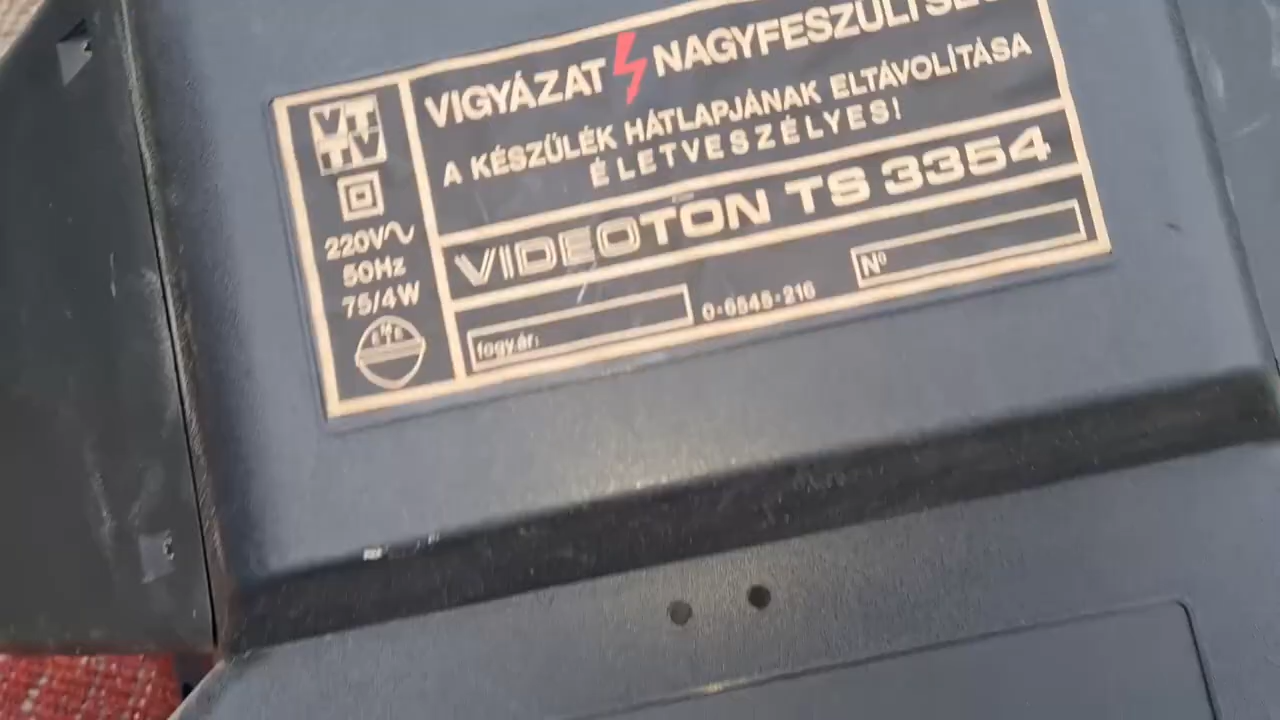 VIGYÁZAT NAGYFESZÜLTSÉG
A KÉSZÜLÉK HÁTLAPJÁNAK ELTÁVOLÍTÁSA
ÉLETVESZÉLYES!
VIDEOTON TS 3354
fogy.ár:
0-6545-216
Nº
VT
TV
220V~
50Hz
75/4W